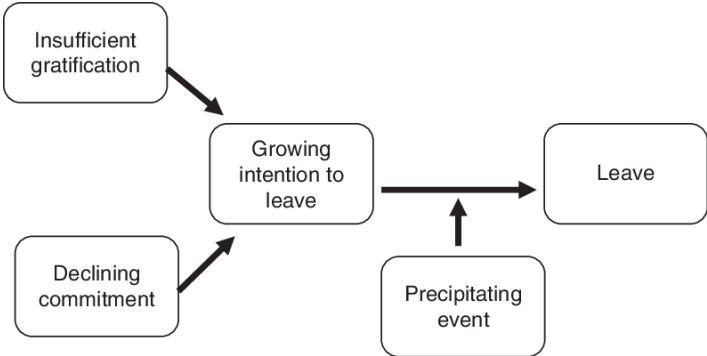 Insufficient
gratification
Growing
intention to
leave
Leave
Declining
commitment
Precipitating
event